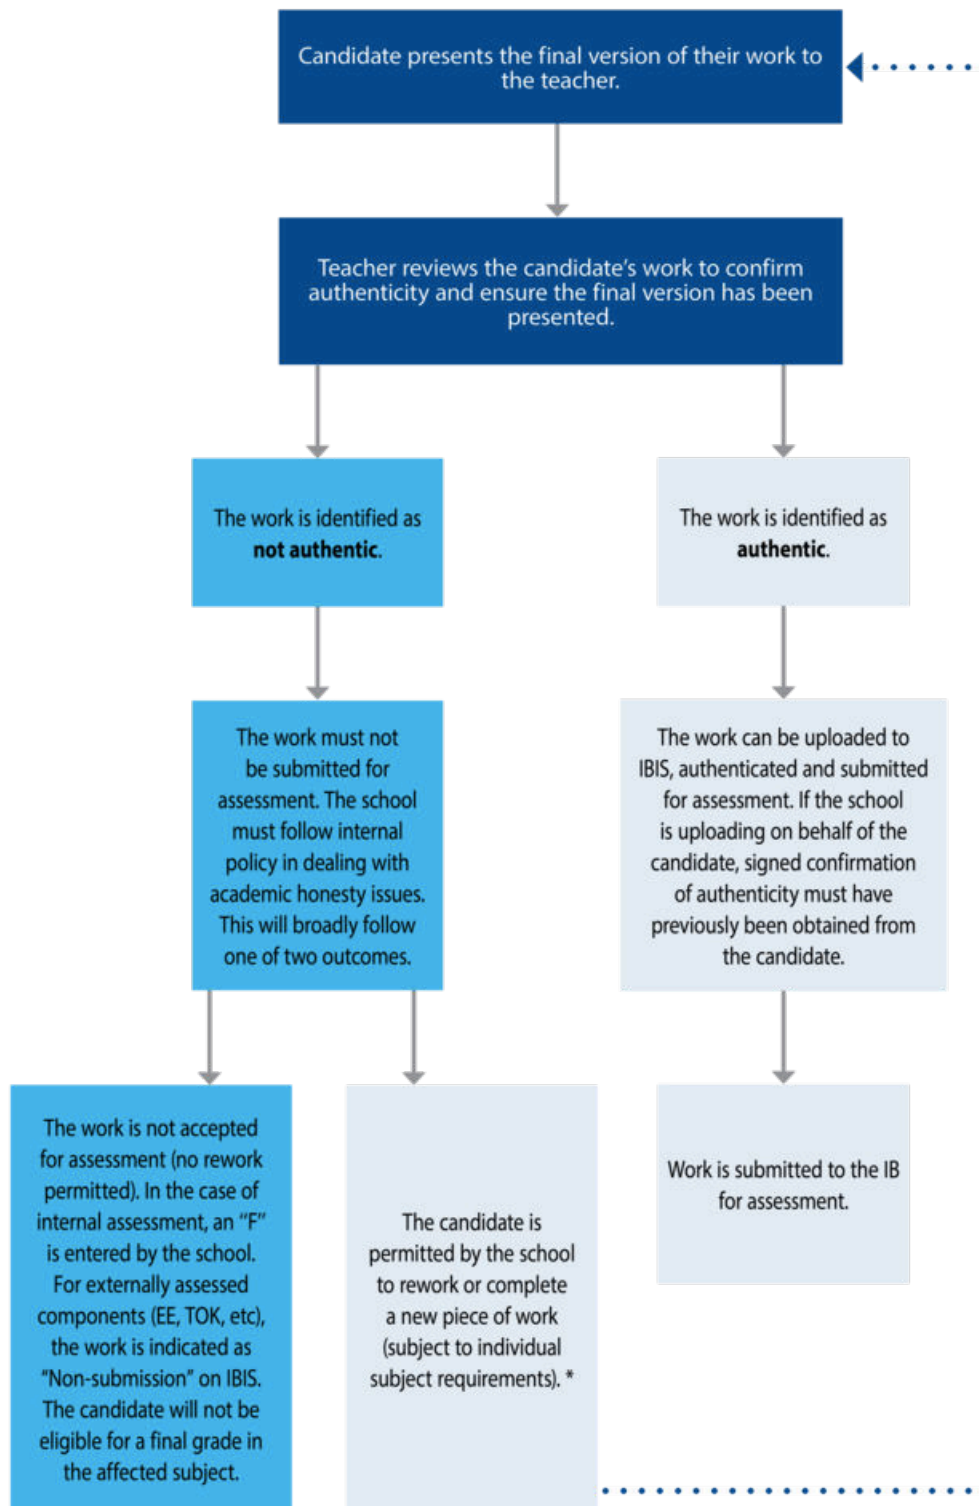 Candidate presents the final version of their work to
the teacher.
Teacher reviews the candidate's work to confirm
authenticity and ensure the final version has been
presented.
The work is identified as
not authentic.
The work is identified as
authentic.
The work must not
be submitted for
assessment. The school
must follow internal
policy in dealing with
academic honesty issues.
This will broadly follow
one of two outcomes.
The work can be uploaded to
IBIS, authenticated and submitted
for assessment. If the school
is uploading on behalf of the
candidate, signed confirmation
of authenticity must have
previously been obtained from
the candidate.
The work is not accepted
for assessment (no rework
permitted). In the case of
internal assessment, an “F”
is entered by the school.
For externally assessed
components (EE, TOK, etc),
the work is indicated as
“Non-submission” on IBIS.
The candidate will not be
eligible for a final grade in
the affected subject.
The candidate is
permitted by the school
to rework or complete
a new piece of work
(subject to individual
subject requirements). *
Work is submitted to the IB
for assessment.